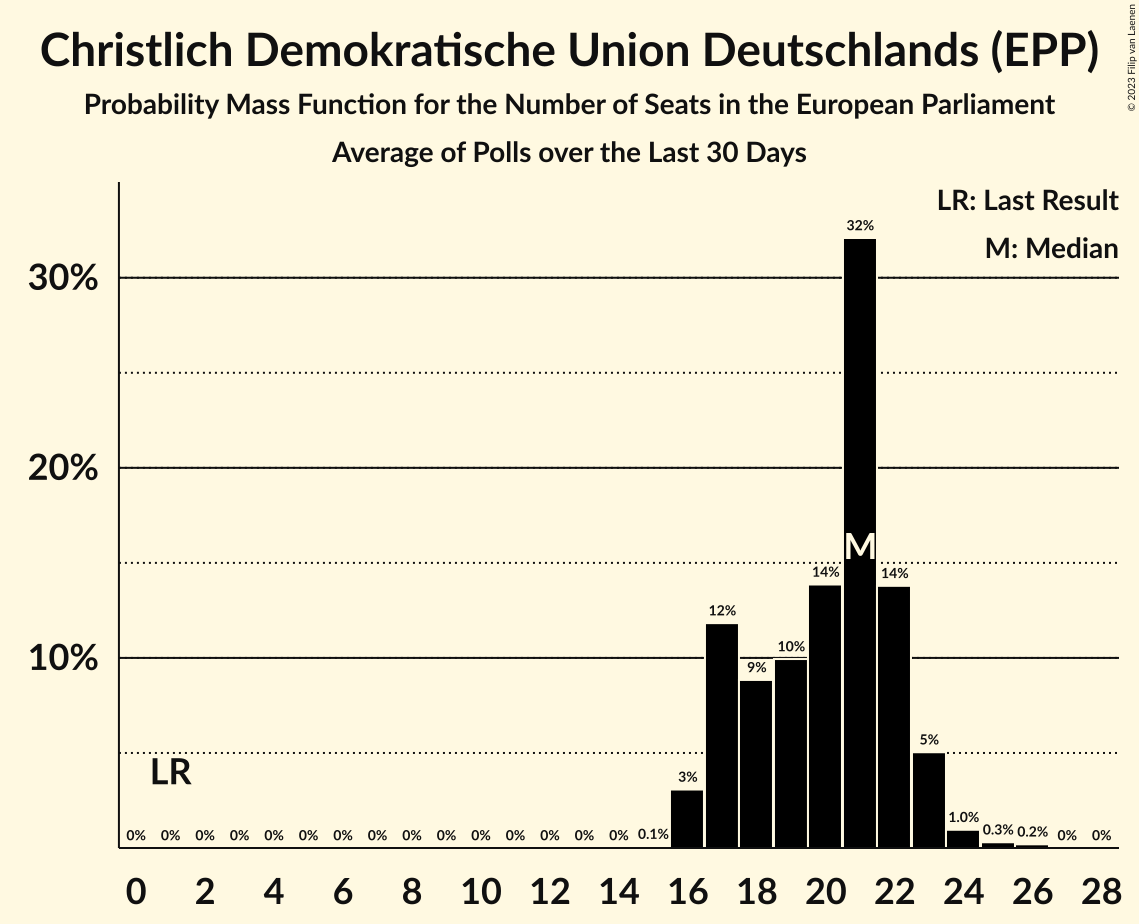 Christlich Demokratische Union Deutschlands (EPP)
Probability Mass Function for the Number of Seats in the European Parliament
Average of Polls over the Last 30 Days
© 2023 Filip van Laenen
LR: Last Result
M: Median
32%
30%
20%
M
14% 14%
12%
10%
10%
9%
5%
LR
3%
0% 0% 0% 0% 0% 0% 0% 0% 0% 0% 0% 0% 0% 0% 0% 0.1% 1.0% 0.3% 0.2% 0% 0%
0 2 4 6 8 10 12 14 16 18 20 22 24 26 28